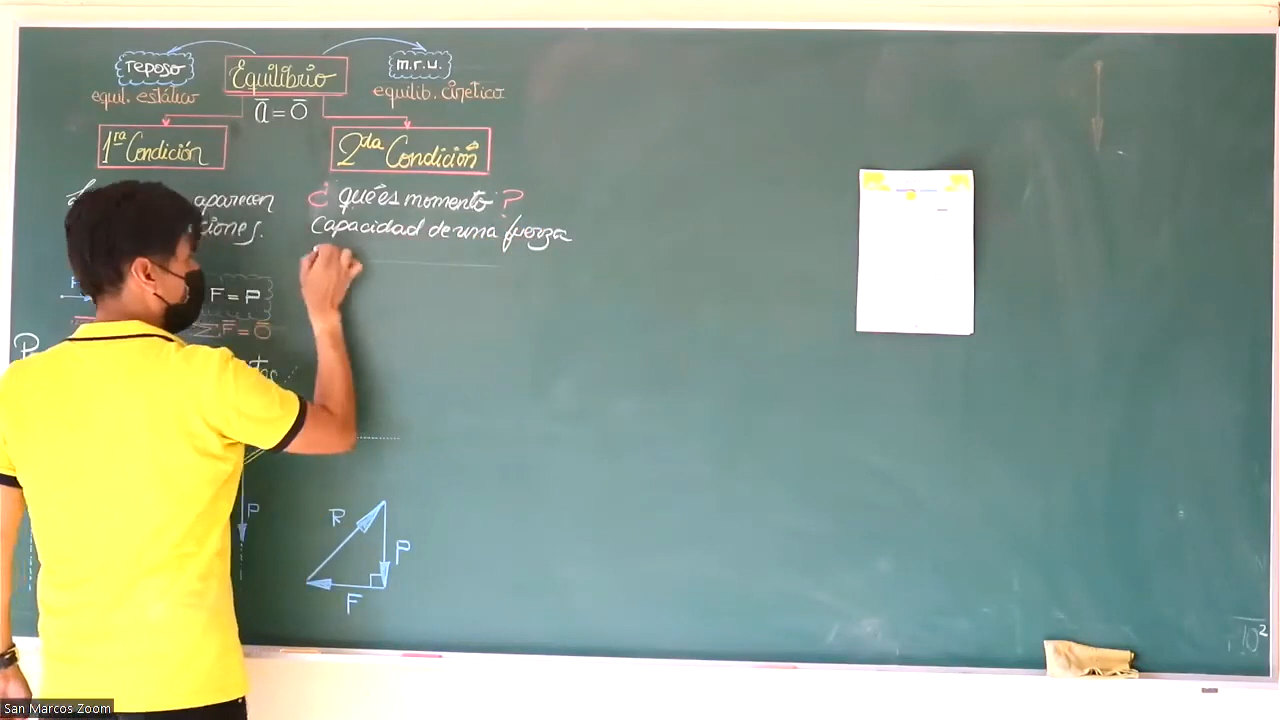 reposo
Equilibrio
m.r.u.
equil. estático
equilib. cinético
a̅ = 0̅
1ra Condición
2da Condición
aparecen
¿ qué es momento ?
ciones.
Capacidad de una fuerza
F = P
ΣF̅ = 0̅
P
R
P
F
10²
San Marcos Zoom